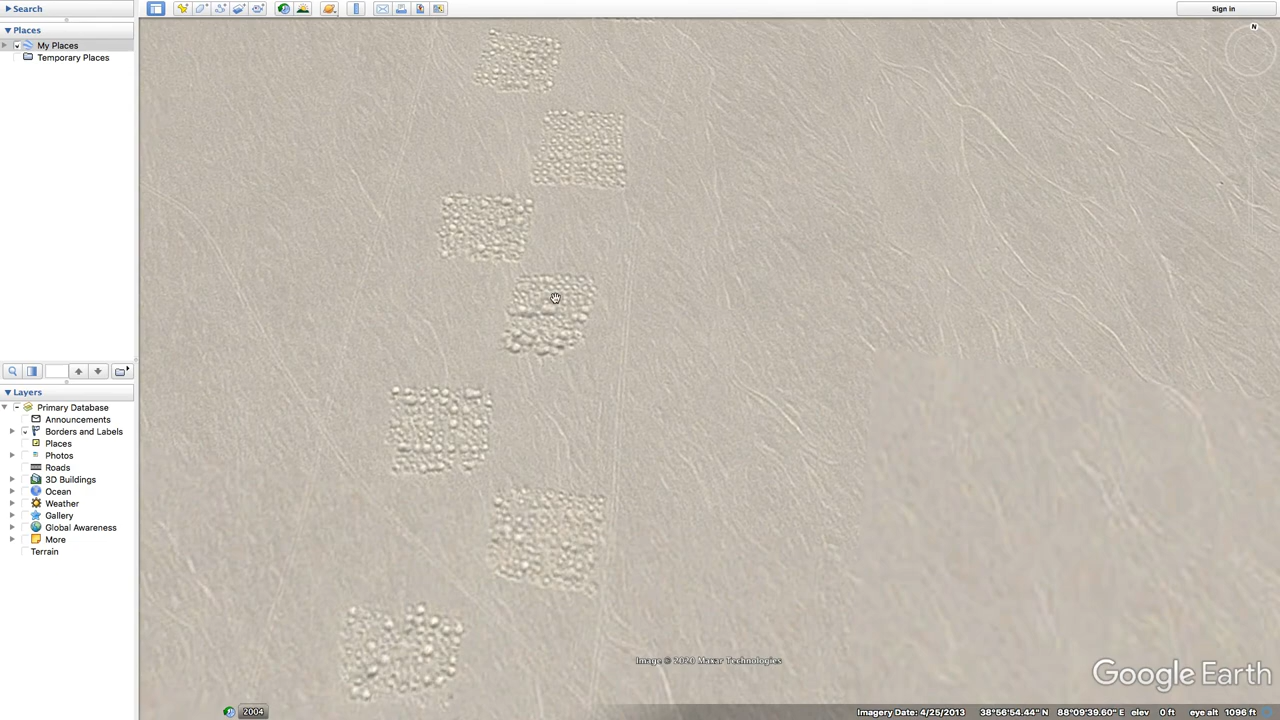 Search
Sign in
Places
My Places
Temporary Places
Layers
Primary Database
Announcements
Borders and Labels
Places
Photos
Roads
3D Buildings
Ocean
Weather
Gallery
Global Awareness
More
Terrain
N
Image © 2020 Maxar Technologies
Google Earth
2004
Imagery Date: 4/25/2013 38°56'54.44" N 88°09'39.60" E elev 0 ft eye alt 1096 ft